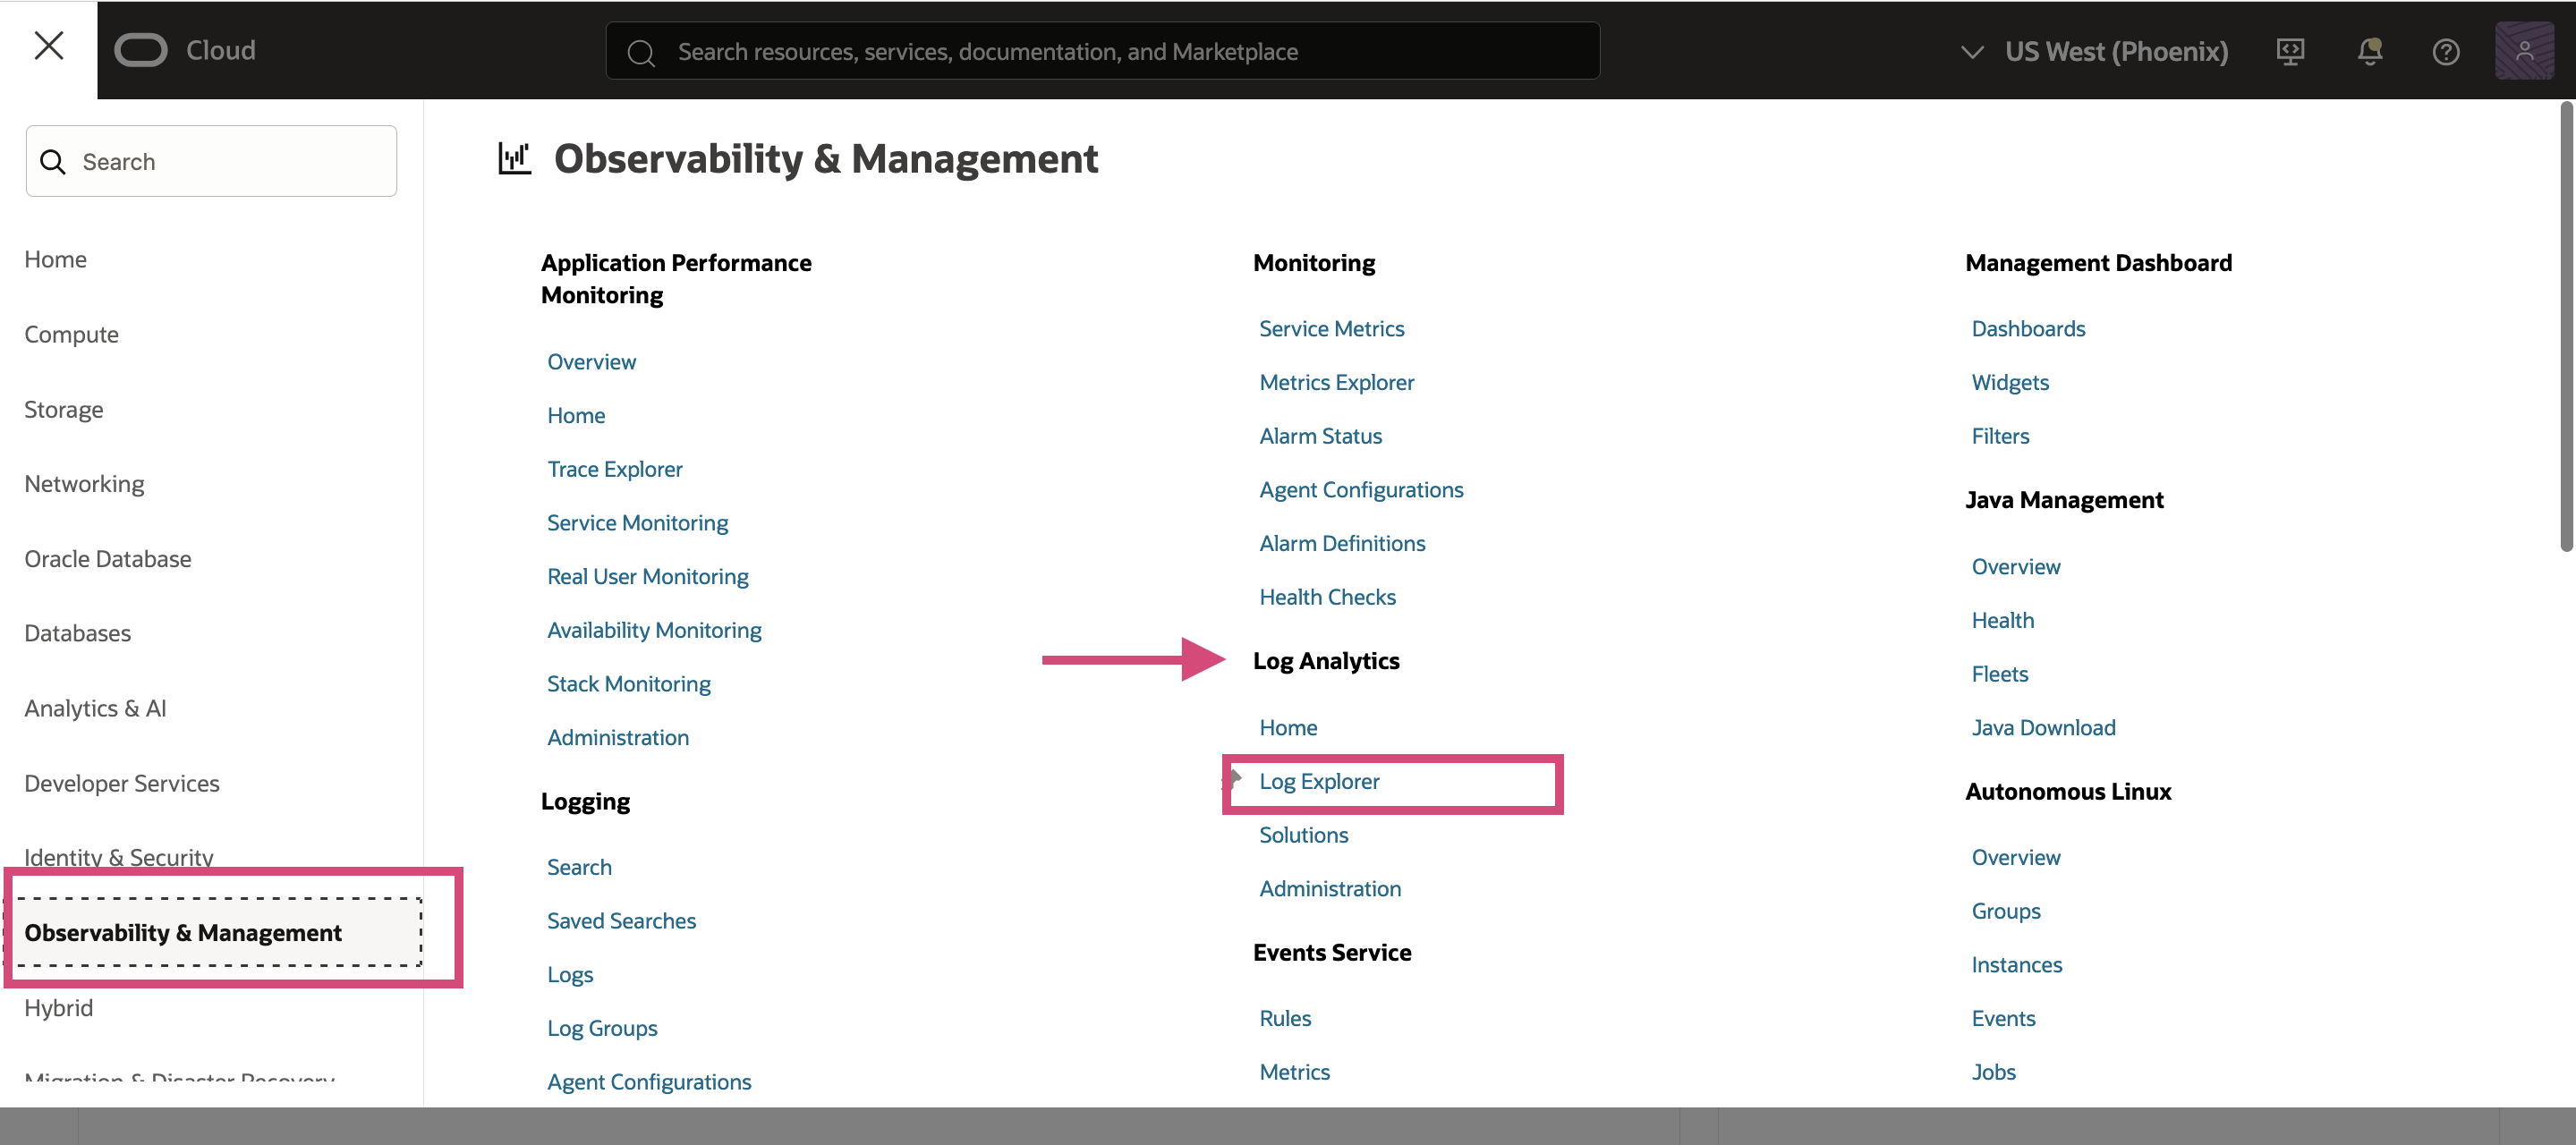 Cloud
Search resources, services, documentation, and Marketplace
US West (Phoenix)
Search
Home
Compute
Storage
Networking
Oracle Database
Databases
Analytics & AI
Developer Services
Identity & Security
Observability & Management
Hybrid
Migration & Disaster Recovery
Observability & Management
Application Performance
Monitoring
Overview
Home
Trace Explorer
Service Monitoring
Real User Monitoring
Availability Monitoring
Stack Monitoring
Administration
Logging
Search
Saved Searches
Logs
Log Groups
Agent Configurations
Monitoring
Service Metrics
Metrics Explorer
Alarm Status
Agent Configurations
Alarm Definitions
Health Checks
Log Analytics
Home
Log Explorer
Solutions
Administration
Events Service
Rules
Metrics
Management Dashboard
Dashboards
Widgets
Filters
Java Management
Overview
Health
Fleets
Java Download
Autonomous Linux
Overview
Groups
Instances
Events
Jobs